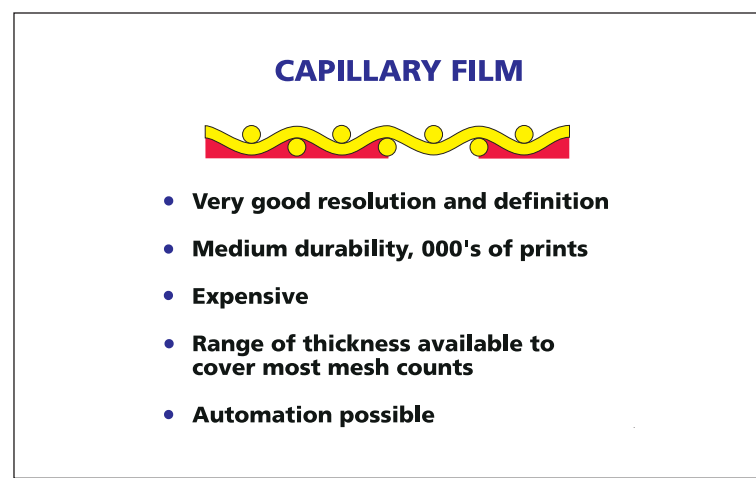 CAPILLARY FILM
• Very good resolution and definition
• Medium durability, 000's of prints
• Expensive
• Range of thickness available to
cover most mesh counts
• Automation possible